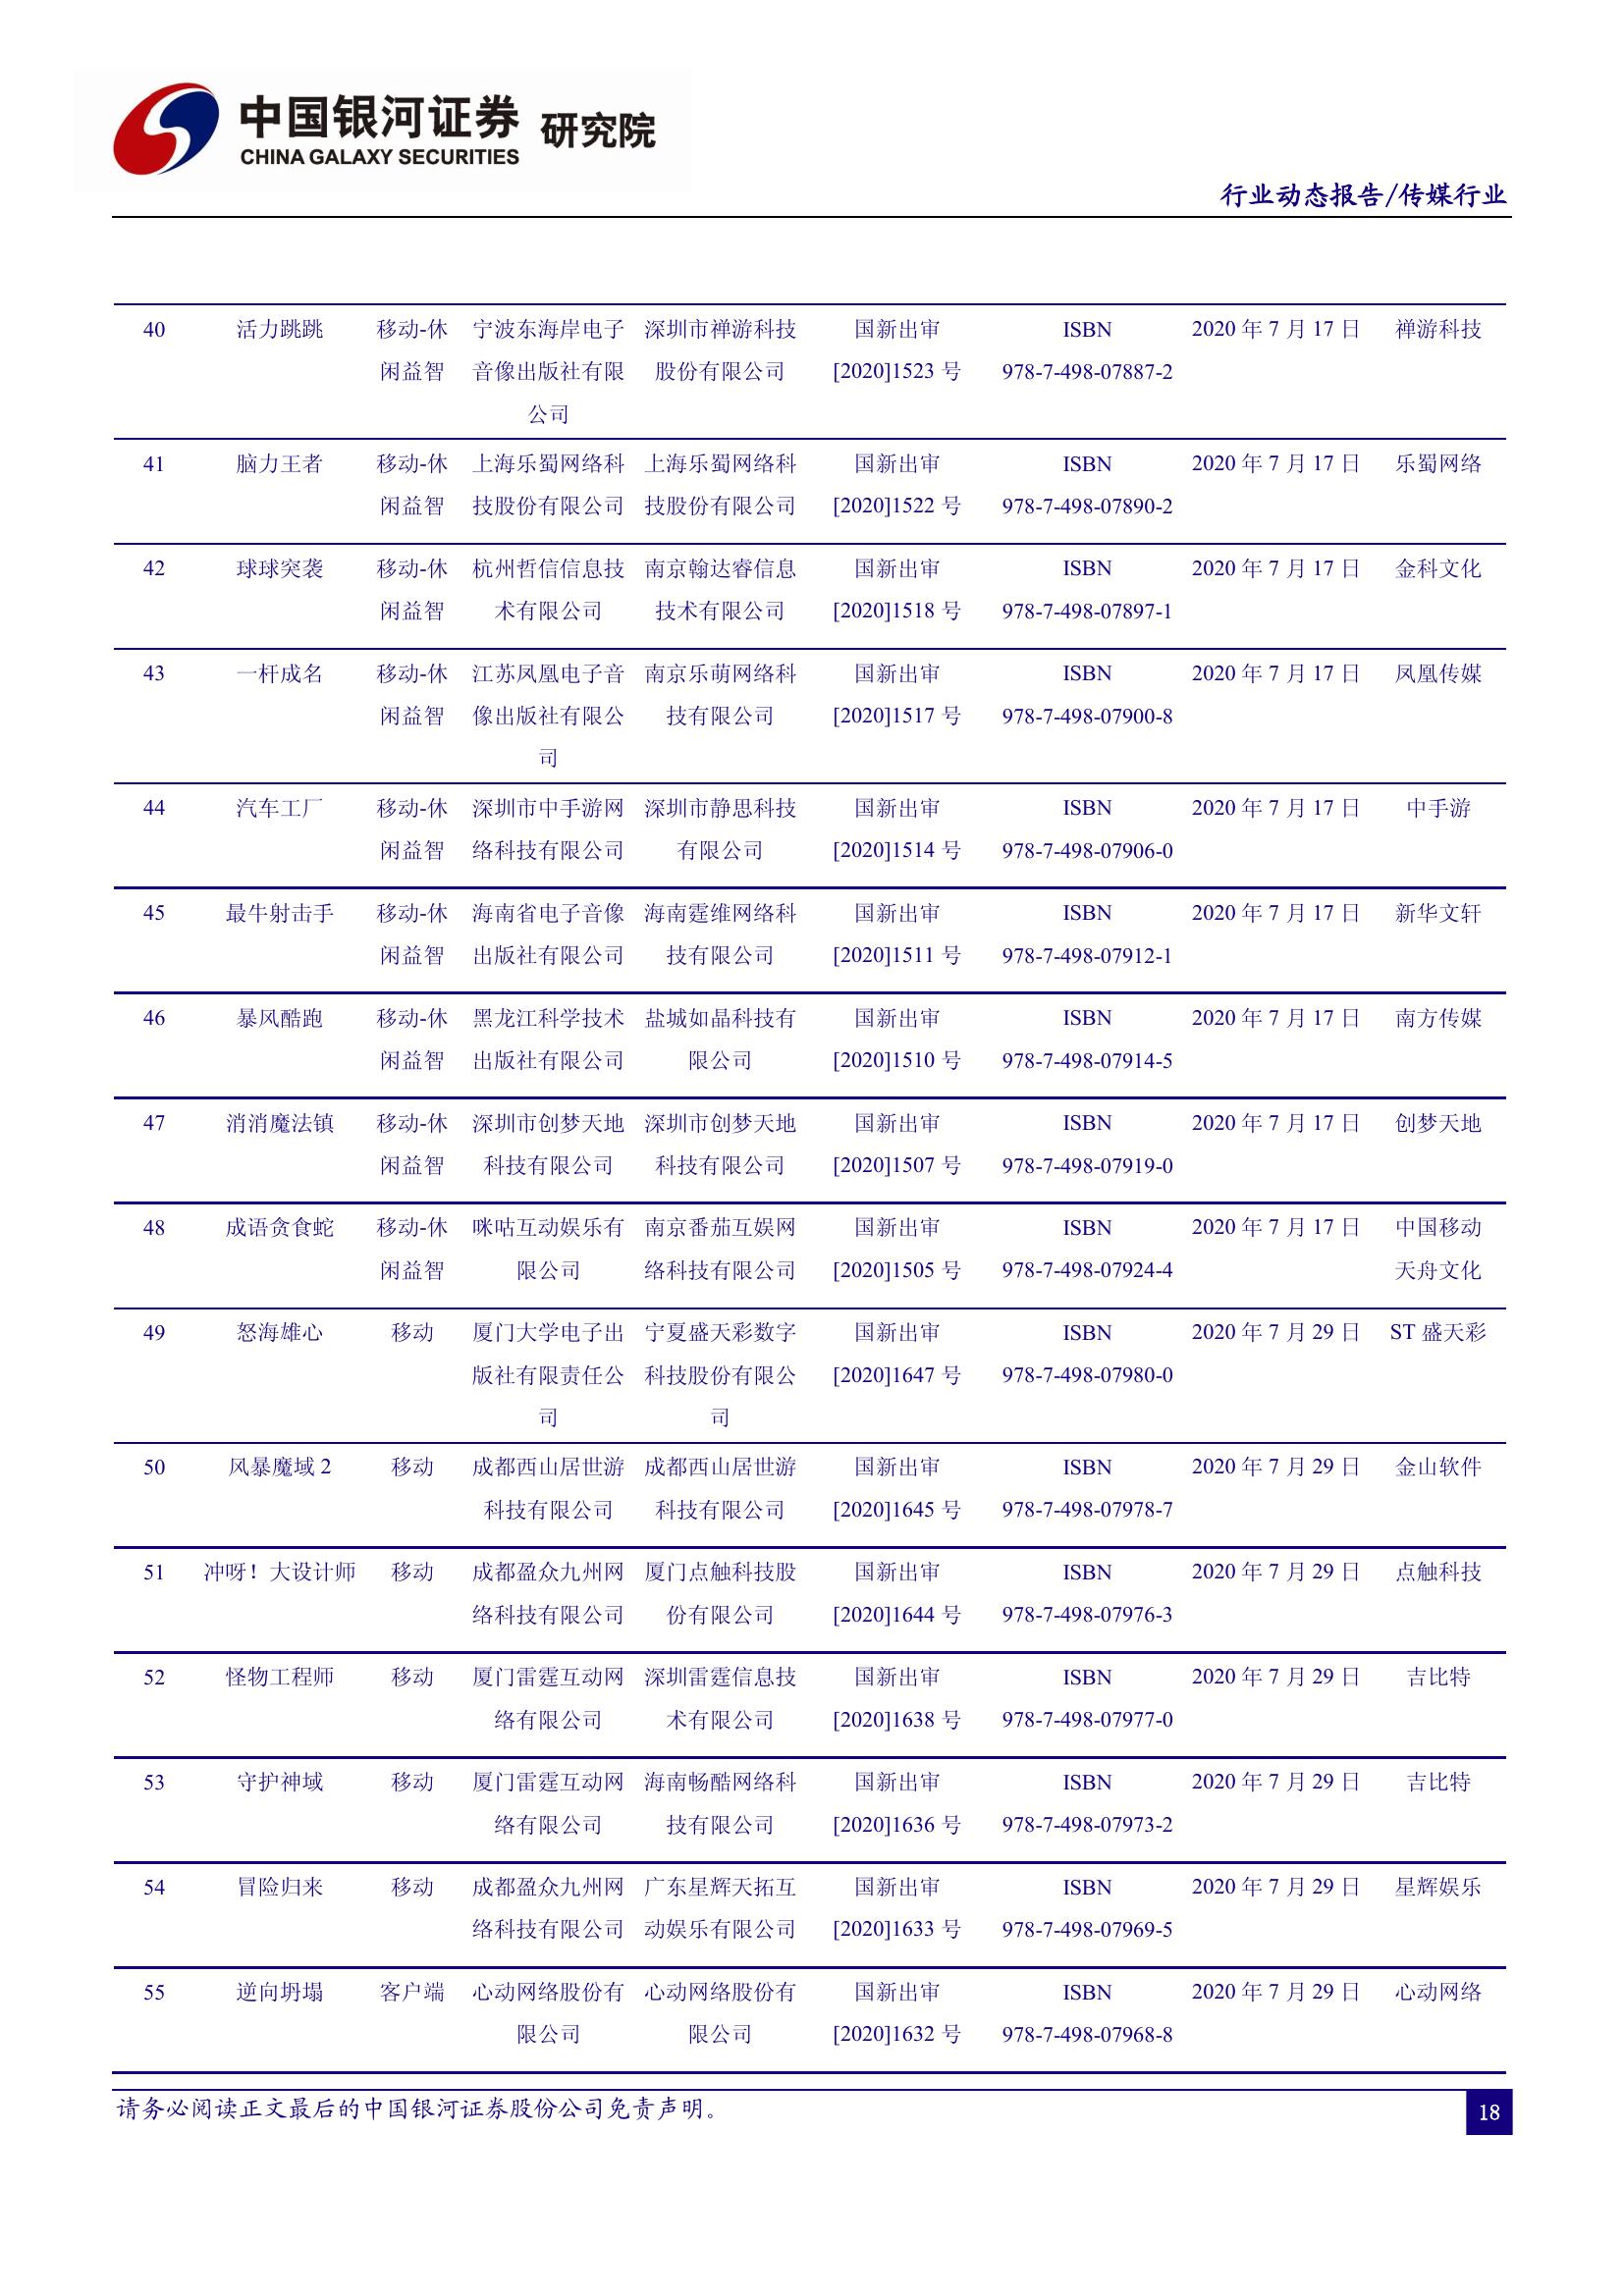 中国银河证券 研究院
CHINA GALAXY SECURITIES
行业动态报告/传媒行业
40 活力跳跳 移动-休 宁波东海岸电子 深圳市禅游科技 国新出审 ISBN 2020 年 7 月 17 日 禅游科技
闲益智 音像出版社有限 股份有限公司 [2020]1523 号 978-7-498-07887-2
公司
41 脑力王者 移动-休 上海乐蜀网络科 上海乐蜀网络科 国新出审 ISBN 2020 年 7 月 17 日 乐蜀网络
闲益智 技股份有限公司 技股份有限公司 [2020]1522 号 978-7-498-07890-2
42 球球突袭 移动-休 杭州哲信信息技 南京翰达睿信息 国新出审 ISBN 2020 年 7 月 17 日 金科文化
闲益智 术有限公司 技术有限公司 [2020]1518 号 978-7-498-07897-1
43 一杆成名 移动-休 江苏凤凰电子音 南京乐萌网络科 国新出审 ISBN 2020 年 7 月 17 日 凤凰传媒
闲益智 像出版社有限公 技有限公司 [2020]1517 号 978-7-498-07900-8
司
44 汽车工厂 移动-休 深圳市中手游网 深圳市静思科技 国新出审 ISBN 2020 年 7 月 17 日 中手游
闲益智 络科技有限公司 有限公司 [2020]1514 号 978-7-498-07906-0
45 最牛射击手 移动-休 海南省电子音像 海南霆维网络科 国新出审 ISBN 2020 年 7 月 17 日 新华文轩
闲益智 出版社有限公司 技有限公司 [2020]1511 号 978-7-498-07912-1
46 暴风酷跑 移动-休 黑龙江科学技术 盐城如晶科技有 国新出审 ISBN 2020 年 7 月 17 日 南方传媒
闲益智 出版社有限公司 限公司 [2020]1510 号 978-7-498-07914-5
47 消消魔法镇 移动-休 深圳市创梦天地 深圳市创梦天地 国新出审 ISBN 2020 年 7 月 17 日 创梦天地
闲益智 科技有限公司 科技有限公司 [2020]1507 号 978-7-498-07919-0
48 成语贪食蛇 移动-休 咪咕互动娱乐有 南京番茄互娱网 国新出审 ISBN 2020 年 7 月 17 日 中国移动
闲益智 限公司 络科技有限公司 [2020]1505 号 978-7-498-07924-4 天舟文化
49 怒海雄心 移动 厦门大学电子出 宁夏盛天彩数字 国新出审 ISBN 2020 年 7 月 29 日 ST 盛天彩
版社有限责任公 科技股份有限公 [2020]1647 号 978-7-498-07980-0
司 司
50 风暴魔域 2 移动 成都西山居世游 成都西山居世游 国新出审 ISBN 2020 年 7 月 29 日 金山软件
科技有限公司 科技有限公司 [2020]1645 号 978-7-498-07978-7
51 冲呀！大设计师 移动 成都盈众九州网 厦门点触科技股 国新出审 ISBN 2020 年 7 月 29 日 点触科技
络科技有限公司 份有限公司 [2020]1644 号 978-7-498-07976-3
52 怪物工程师 移动 厦门雷霆互动网 深圳雷霆信息技 国新出审 ISBN 2020 年 7 月 29 日 吉比特
络有限公司 术有限公司 [2020]1638 号 978-7-498-07977-0
53 守护神域 移动 厦门雷霆互动网 海南畅酷网络科 国新出审 ISBN 2020 年 7 月 29 日 吉比特
络有限公司 技有限公司 [2020]1636 号 978-7-498-07973-2
54 冒险归来 移动 成都盈众九州网 广东星辉天拓互 国新出审 ISBN 2020 年 7 月 29 日 星辉娱乐
络科技有限公司 动娱乐有限公司 [2020]1633 号 978-7-498-07969-5
55 逆向坍塌 客户端 心动网络股份有 心动网络股份有 国新出审 ISBN 2020 年 7 月 29 日 心动网络
限公司 限公司 [2020]1632 号 978-7-498-07968-8
请务必阅读正文最后的中国银河证券股份公司免责声明。
18